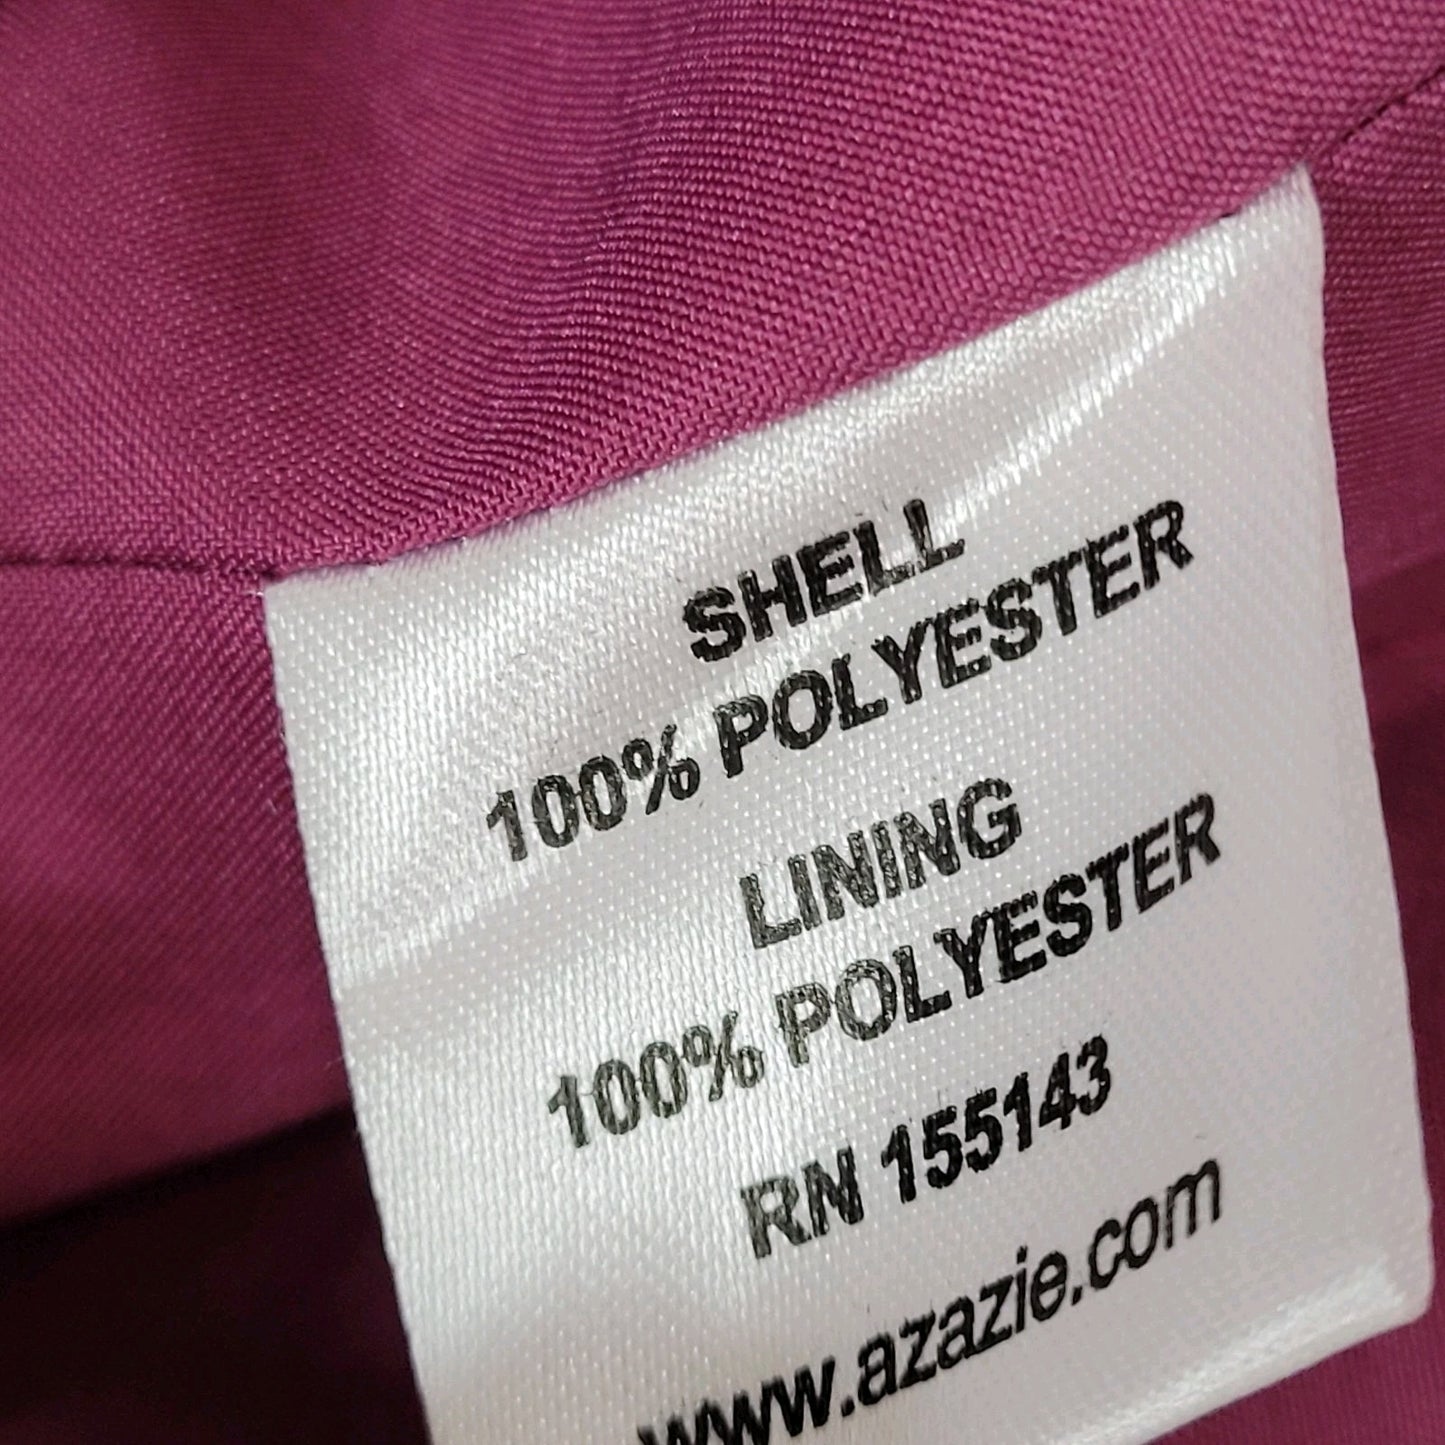 SHELL
100% POLYESTER
LINING
100% POLYESTER
RN 155143
www.azazie.com